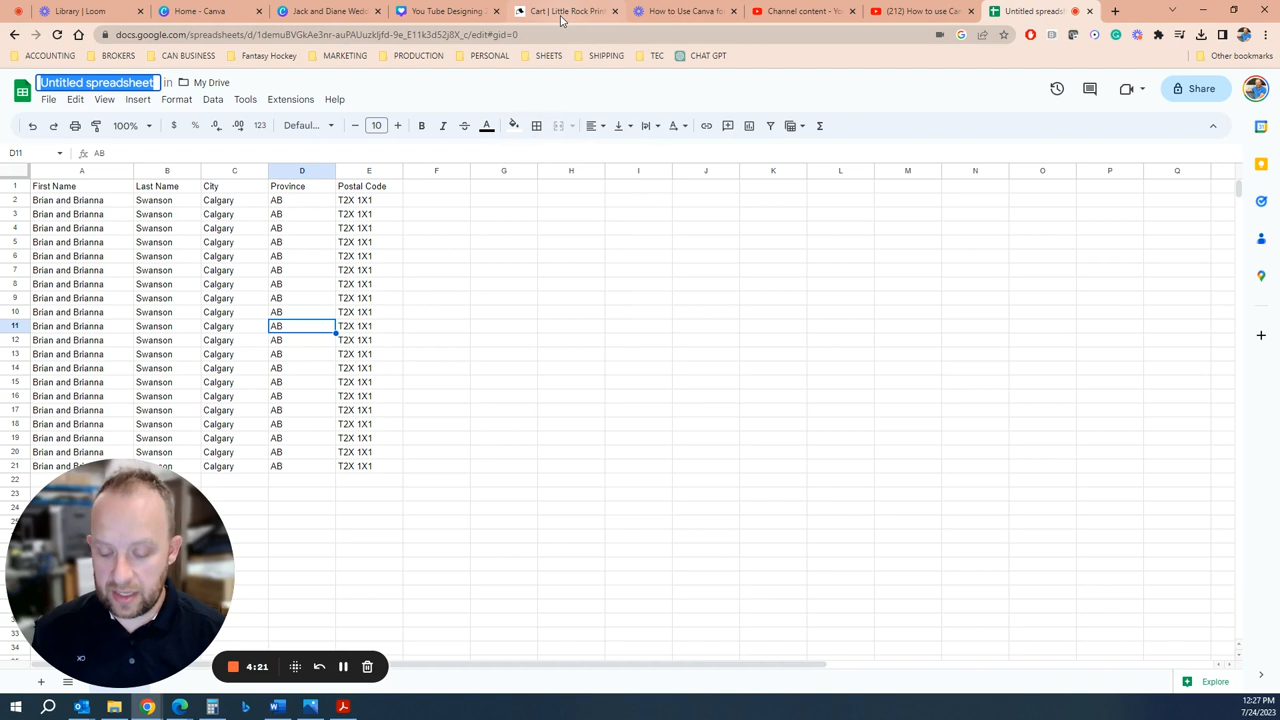 Library | Loom
Home - Canva
Jack and Diane Wedd
You Tube Designing
Cart | Little Rock Prin
How to Use Canva fo
Channel content - Yo
(212) How to use Can
Untitled spreadsh
docs.google.com/spreadsheets/d/1demuBVGkAe3nr-auPAUuzkIjfd-9e_E11k3d52j8X_c/edit#gid=0
ACCOUNTING BROKERS CAN BUSINESS Fantasy Hockey MARKETING PRODUCTION PERSONAL SHEETS SHIPPING TEC CHAT GPT Other bookmarks
Untitled spreadsheet in My Drive
File Edit View Insert Format Data Tools Extensions Help
Share
100% $ % .0 .00 123 Defaul... 10 B I A
D11 fx AB
A B C D E F G H I J K L M N O P Q
1 First Name Last Name City Province Postal Code
2 Brian and Brianna Swanson Calgary AB T2X 1X1
3 Brian and Brianna Swanson Calgary AB T2X 1X1
4 Brian and Brianna Swanson Calgary AB T2X 1X1
5 Brian and Brianna Swanson Calgary AB T2X 1X1
6 Brian and Brianna Swanson Calgary AB T2X 1X1
7 Brian and Brianna Swanson Calgary AB T2X 1X1
8 Brian and Brianna Swanson Calgary AB T2X 1X1
9 Brian and Brianna Swanson Calgary AB T2X 1X1
10 Brian and Brianna Swanson Calgary AB T2X 1X1
11 Brian and Brianna Swanson Calgary AB T2X 1X1
12 Brian and Brianna Swanson Calgary AB T2X 1X1
13 Brian and Brianna Swanson Calgary AB T2X 1X1
14 Brian and Brianna Swanson Calgary AB T2X 1X1
15 Brian and Brianna Swanson Calgary AB T2X 1X1
16 Brian and Brianna Swanson Calgary AB T2X 1X1
17 Brian and Brianna Swanson Calgary AB T2X 1X1
18 Brian and Brianna Swanson Calgary AB T2X 1X1
19 Brian and Brianna Swanson Calgary AB T2X 1X1
20 Brian and Brianna Swanson Calgary AB T2X 1X1
21 Brian and Brianna Swanson Calgary AB T2X 1X1
22
23
24
33
34
4:21
Explore
12:27 PM
7/24/2023